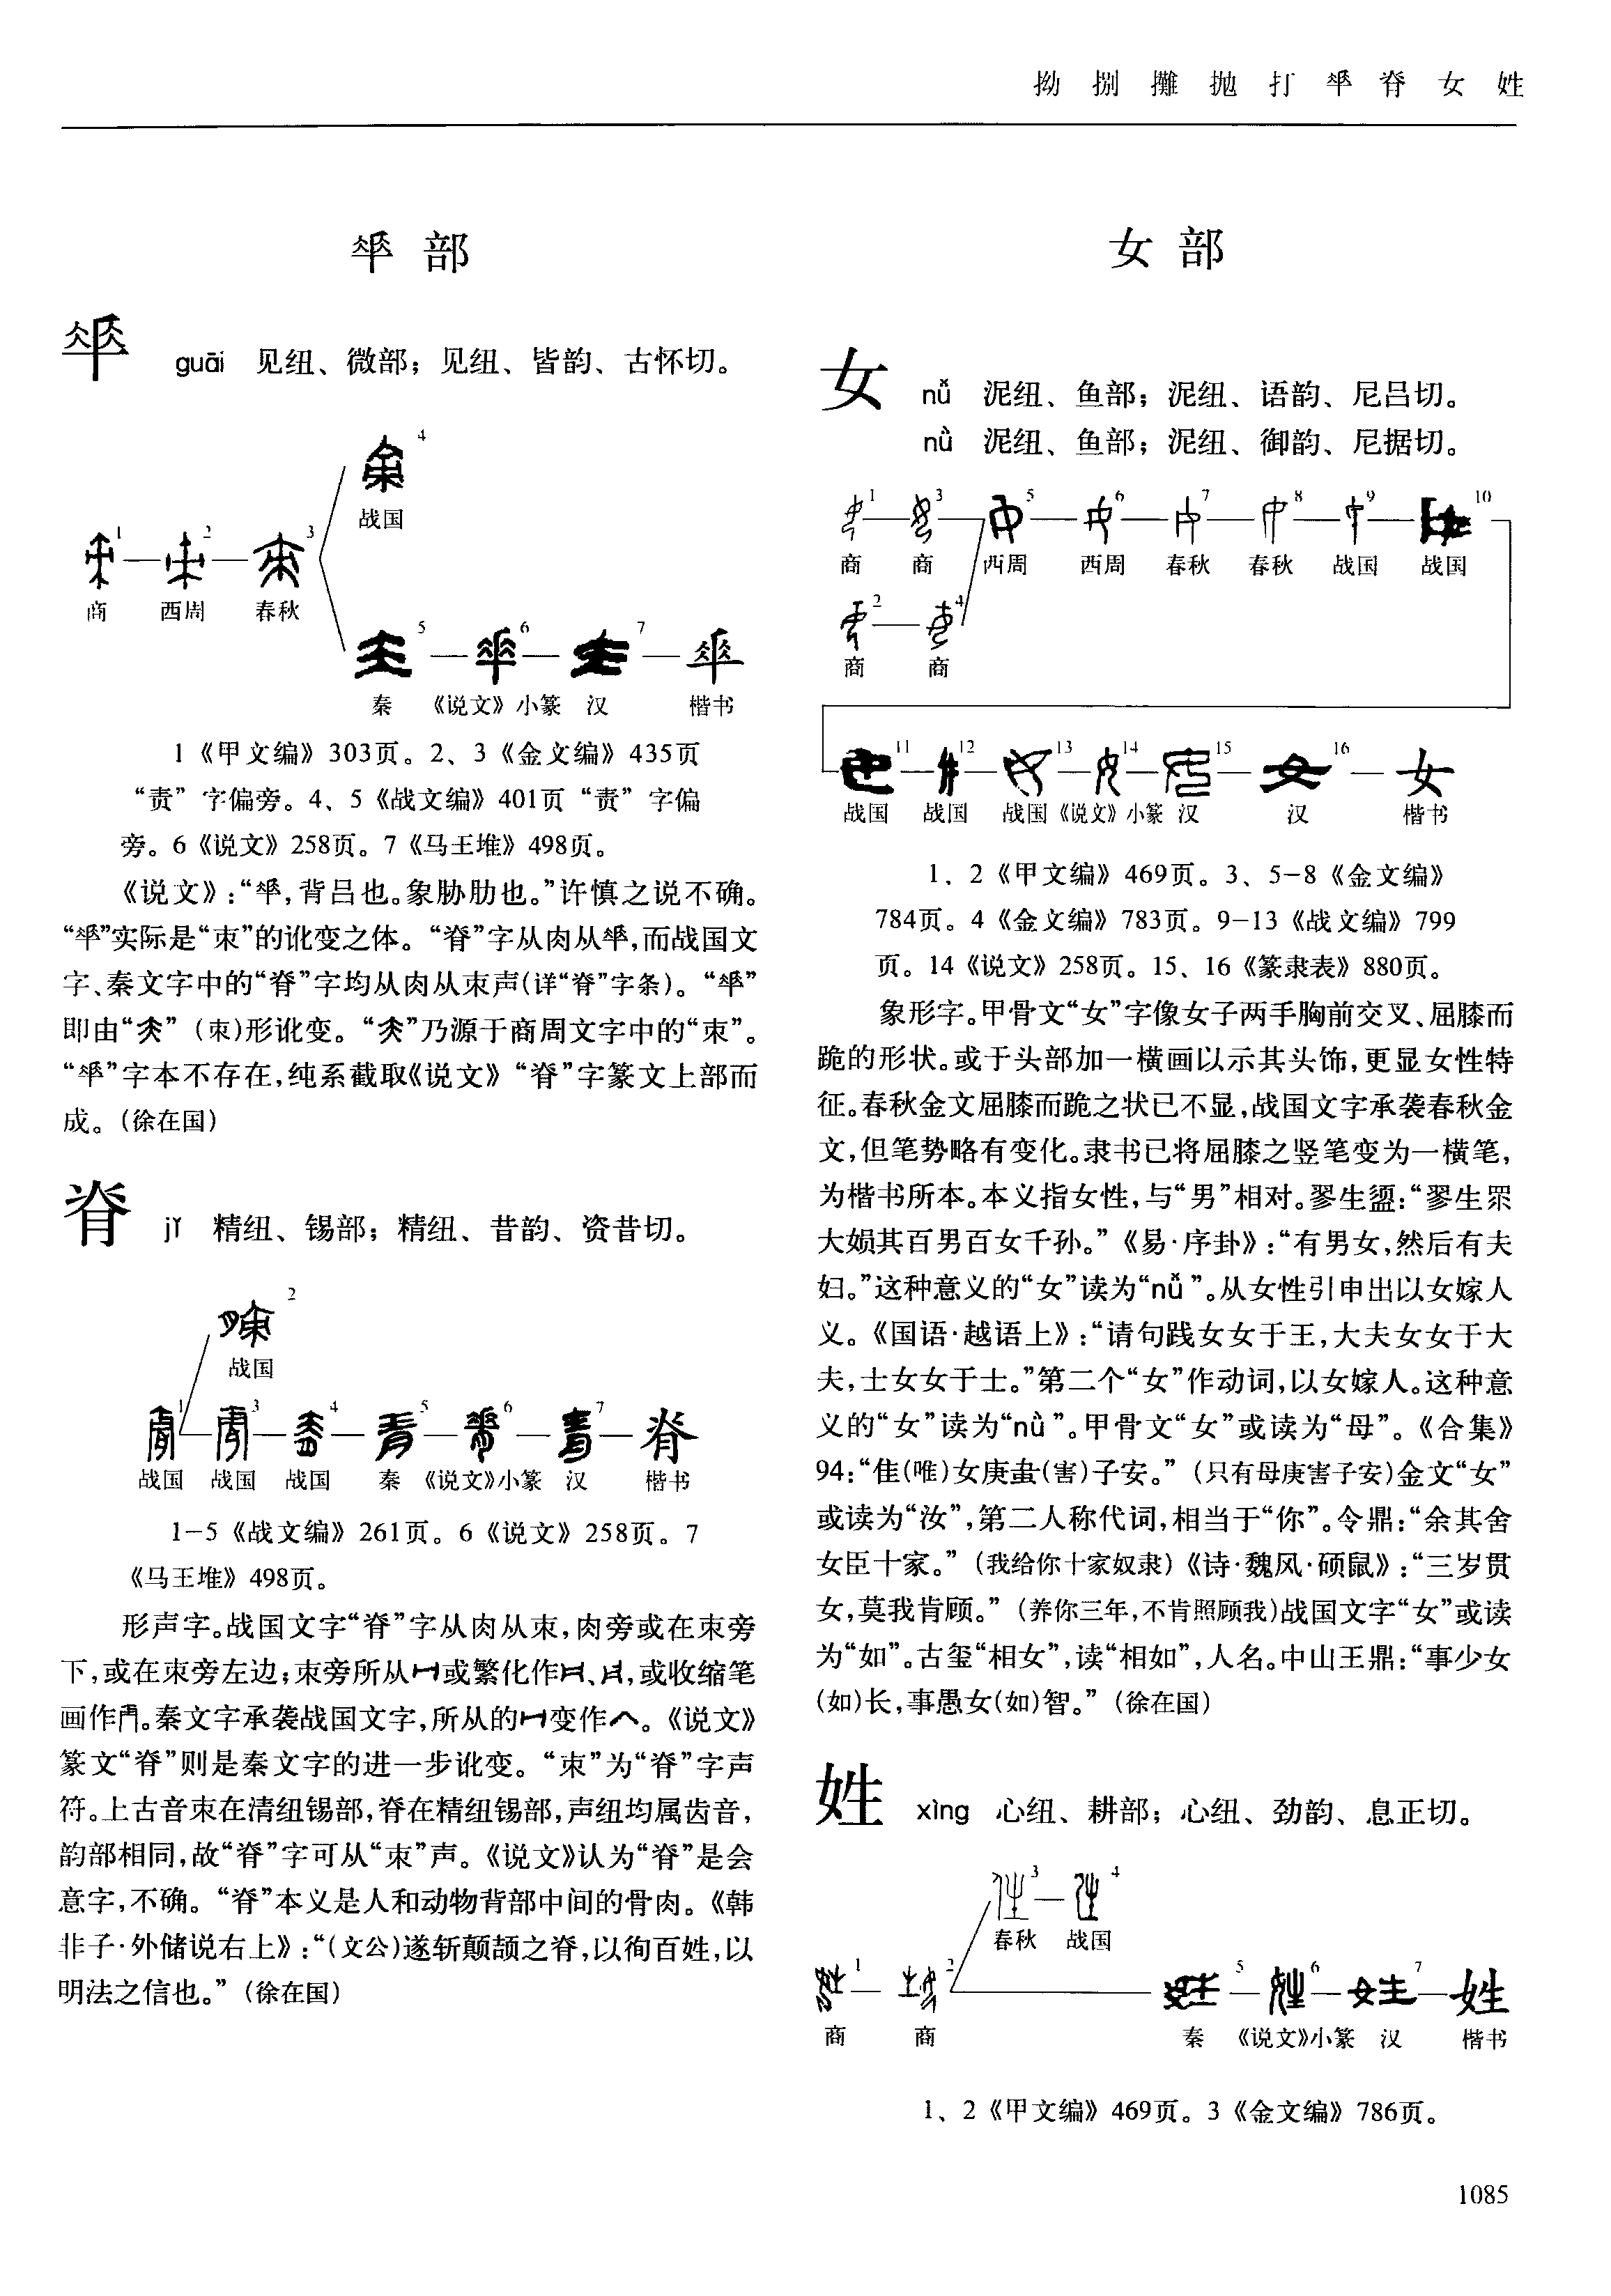 拗 捌 攤 抛 打 𠦬 脊 女 姓
𠦬 部
𠦬 guāi 见纽、微部；见纽、皆韵、古怀切。
4
战国
1 2 3
商 西周 春秋
5 6 7 𠦬
秦 《说文》小篆 汉 楷书
1《甲文编》303页。2、3《金文编》435页
“责”字偏旁。4、5《战文编》401页“责”字偏
旁。6《说文》258页。7《马王堆》498页。
《说文》：“𠦬，背吕也。象胁肋也。”许慎之说不确。
“𠦬”实际是“朿”的讹变之体。“脊”字从肉从𠦬，而战国文
字、秦文字中的“脊”字均从肉从朿声(详“脊”字条)。“𠦬”
即由“”(朿)形讹变。“”乃源于商周文字中的“朿”。
“𠦬”字本不存在，纯系截取《说文》“脊”字篆文上部而
成。(徐在国)
脊 jǐ 精纽、锡部；精纽、昔韵、资昔切。
2
战国
1 3 4 5 6 7 脊
战国 战国 战国 秦 《说文》小篆 汉 楷书
1-5《战文编》261页。6《说文》258页。7
《马王堆》498页。
形声字。战国文字“脊”字从肉从朿，肉旁或在朿旁
下，或在朿旁左边；朿旁所从或繁化作、，或收缩笔
画作。秦文字承袭战国文字，所从的变作。《说文》
篆文“脊”则是秦文字的进一步讹变。“朿”为“脊”字声
符。上古音朿在清纽锡部，脊在精纽锡部，声纽均属齿音，
韵部相同，故“脊”字可从“朿”声。《说文》认为“脊”是会
意字，不确。“脊”本义是人和动物背部中间的骨肉。《韩
非子·外储说右上》：“(文公)遂斩颠颉之脊，以徇百姓，以
明法之信也。”(徐在国)
女 部
女 nǚ 泥纽、鱼部；泥纽、语韵、尼吕切。
nǜ 泥纽、鱼部；泥纽、御韵、尼据切。
1 3 5 6 7 8 9 10
商 商 西周 西周 春秋 春秋 战国 战国
2 4
商 商
11 12 13 14 15 16 女
战国 战国 战国 《说文》小篆 汉 汉 楷书
1、2《甲文编》469页。3、5-8《金文编》
784页。4《金文编》783页。9-13《战文编》799
页。14《说文》258页。15、16《篆隶表》880页。
象形字。甲骨文“女”字像女子两手胸前交叉、屈膝而
跪的形状。或于头部加一横画以示其头饰，更显女性特
征。春秋金文屈膝而跪之状已不显，战国文字承袭春秋金
文，但笔势略有变化。隶书已将屈膝之竖笔变为一横笔，
为楷书所本。本义指女性，与“男”相对。翏生盨：“翏生眔
大娟其百男百女千孙。”《易·序卦》：“有男女，然后有夫
妇。”这种意义的“女”读为“nǚ”。从女性引申出以女嫁人
义。《国语·越语上》：“请句践女女于王，大夫女女于大
夫，士女女于士。”第二个“女”作动词，以女嫁人。这种意
义的“女”读为“nǜ”。甲骨文“女”或读为“母”。《合集》
94：“隹(唯)女庚𧉘(害)子安。”(只有母庚害子安)金文“女”
或读为“汝”，第二人称代词，相当于“你”。令鼎：“余其舍
女臣十家。”(我给你十家奴隶)《诗·魏风·硕鼠》：“三岁贯
女，莫我肯顾。”(养你三年，不肯照顾我)战国文字“女”或读
为“如”。古玺“相女”，读“相如”，人名。中山王鼎：“事少女
(如)长，事愚女(如)智。”(徐在国)
姓 xìng 心纽、耕部；心纽、劲韵、息正切。
3 4
春秋 战国
1 2 5 6 7 姓
商 商 秦 《说文》小篆 汉 楷书
1、2《甲文编》469页。3《金文编》786页。
1085